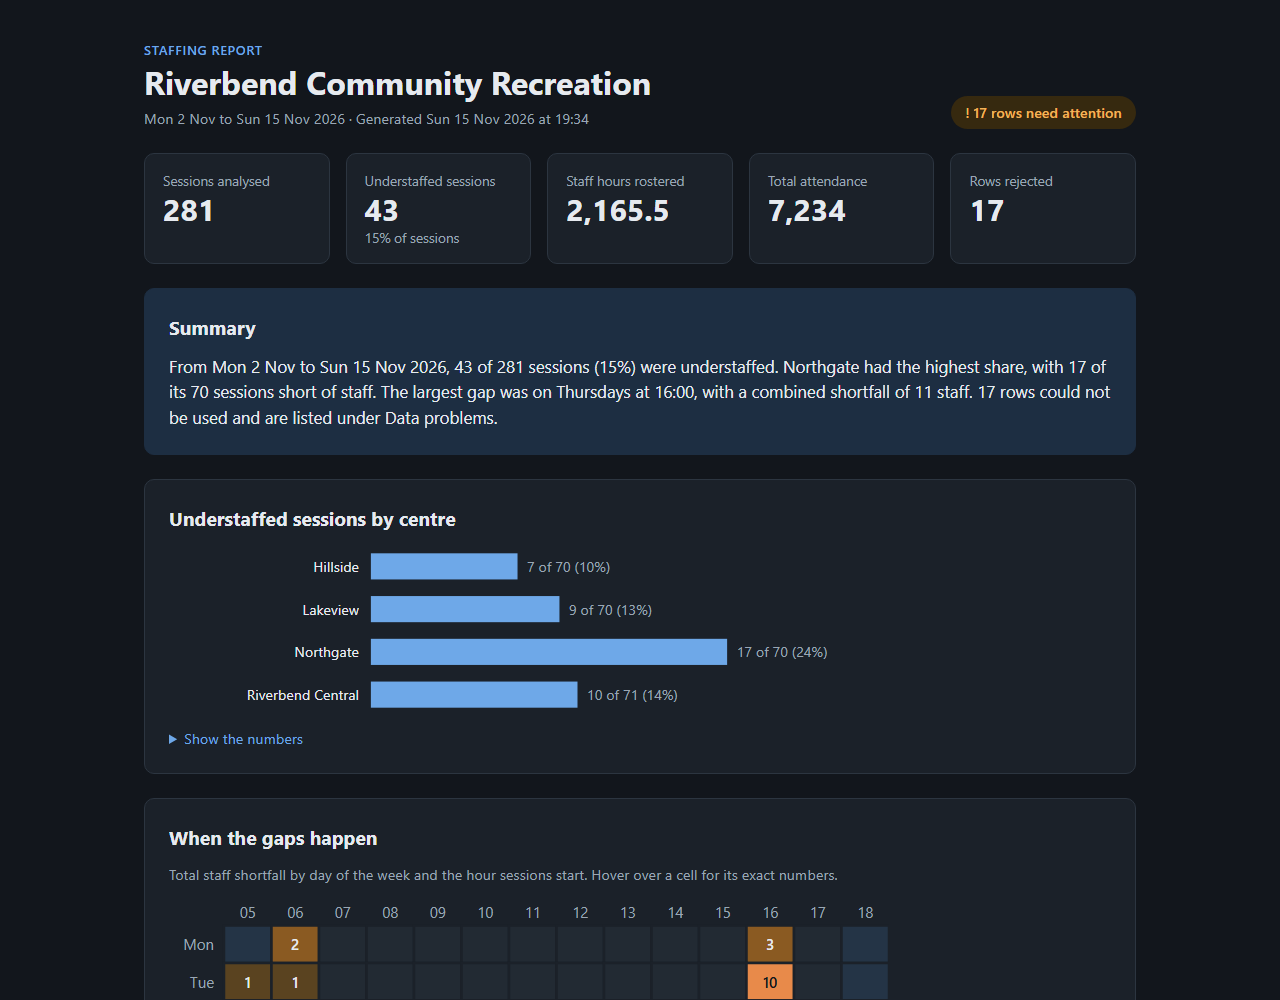 STAFFING REPORT
Riverbend Community Recreation
Mon 2 Nov to Sun 15 Nov 2026 · Generated Sun 15 Nov 2026 at 19:34
! 17 rows need attention
Sessions analysed
281
Understaffed sessions
43
15% of sessions
Staff hours rostered
2,165.5
Total attendance
7,234
Rows rejected
17
Summary
From Mon 2 Nov to Sun 15 Nov 2026, 43 of 281 sessions (15%) were understaffed. Northgate had the highest share, with 17 of
its 70 sessions short of staff. The largest gap was on Thursdays at 16:00, with a combined shortfall of 11 staff. 17 rows could not
be used and are listed under Data problems.
Understaffed sessions by centre
Hillside 7 of 70 (10%)
Lakeview 9 of 70 (13%)
Northgate 17 of 70 (24%)
Riverbend Central 10 of 71 (14%)
▶ Show the numbers
When the gaps happen
Total staff shortfall by day of the week and the hour sessions start. Hover over a cell for its exact numbers.
05 06 07 08 09 10 11 12 13 14 15 16 17 18
Mon 2 3
Tue 1 1 10